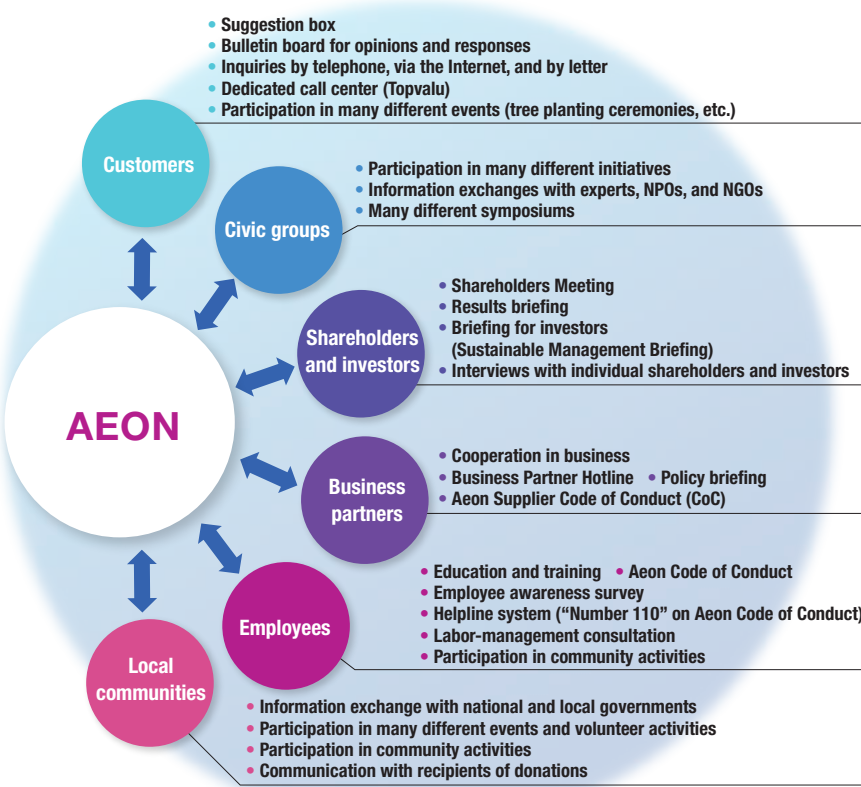 • Suggestion box
• Bulletin board for opinions and responses
• Inquiries by telephone, via the Internet, and by letter
• Dedicated call center (Topvalu)
• Participation in many different events (tree planting ceremonies, etc.)
Customers
• Participation in many different initiatives
• Information exchanges with experts, NPOs, and NGOs
• Many different symposiums
Civic groups
• Shareholders Meeting
• Results briefing
• Briefing for investors
(Sustainable Management Briefing)
• Interviews with individual shareholders and investors
Shareholders
and investors
AEON
• Cooperation in business
• Business Partner Hotline • Policy briefing
• Aeon Supplier Code of Conduct (CoC)
Business
partners
• Education and training • Aeon Code of Conduct
• Employee awareness survey
• Helpline system (“Number 110” on Aeon Code of Conduct)
• Labor-management consultation
• Participation in community activities
Employees
Local
communities
• Information exchange with national and local governments
• Participation in many different events and volunteer activities
• Participation in community activities
• Communication with recipients of donations